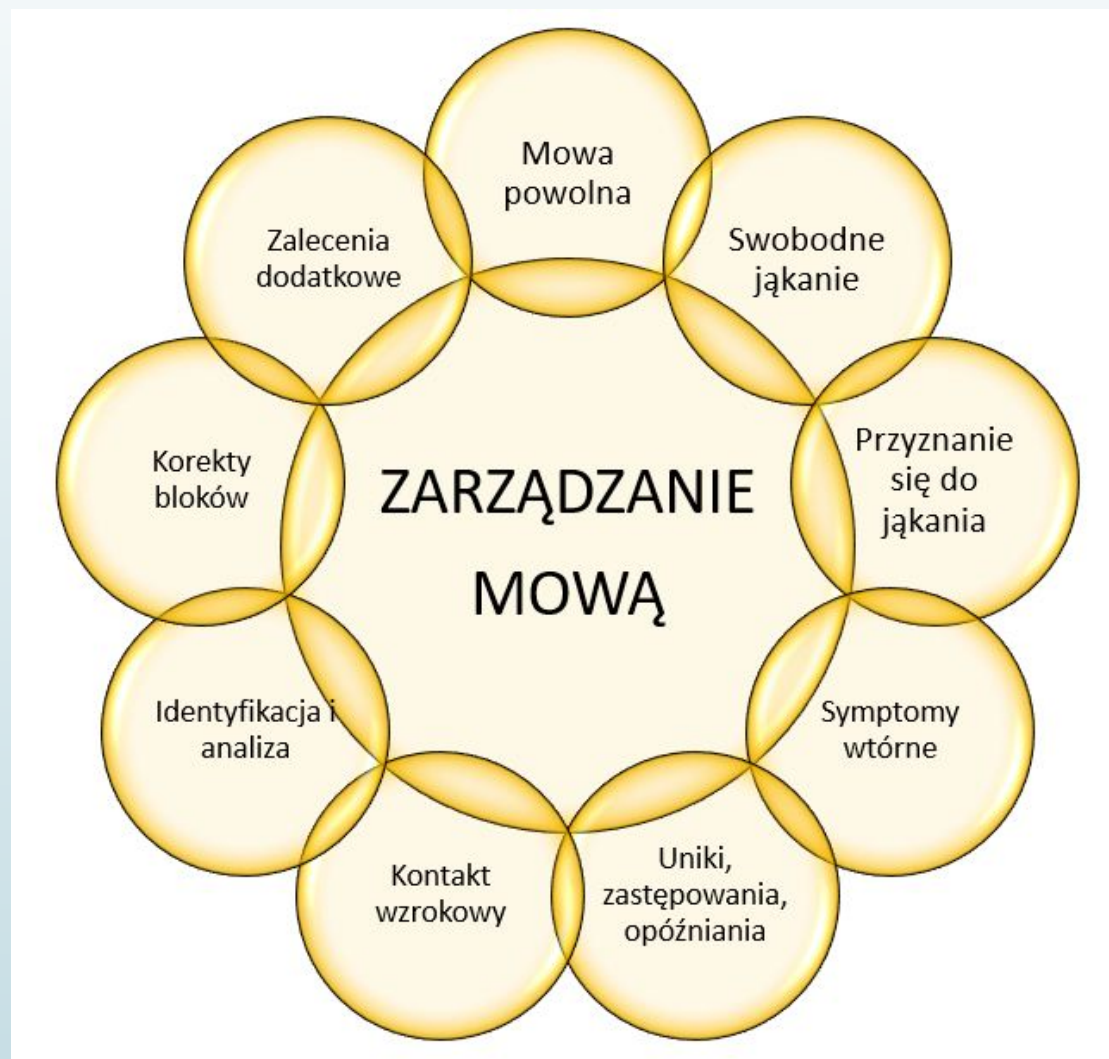 Mowa
powolna
Swobodne
jąkanie
Przyznanie
się do
jąkania
Symptomy
wtórne
Uniki,
zastępowania,
opóźniania
Kontakt
wzrokowy
Identyfikacja i
analiza
Korekty
bloków
Zalecenia
dodatkowe
ZARZĄDZANIE
MOWĄ